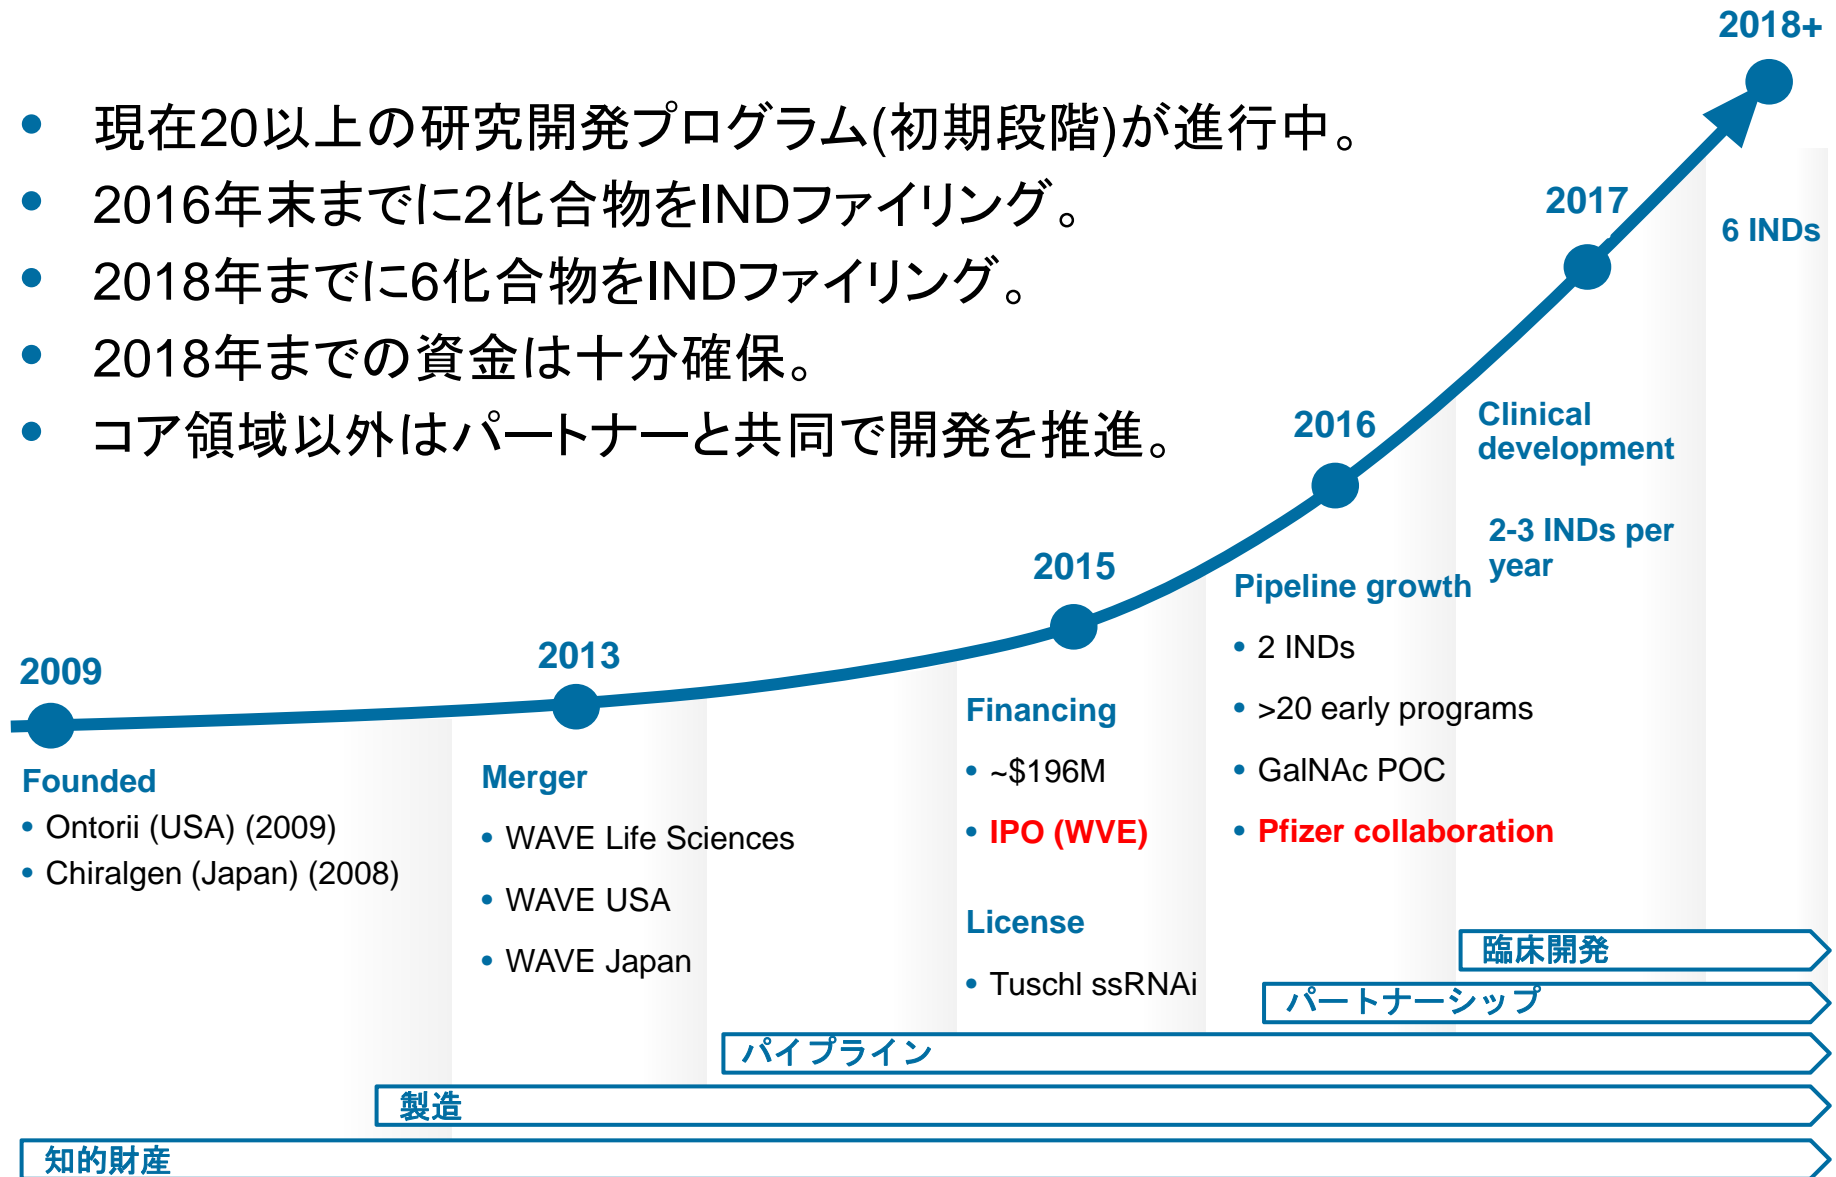 2018+
• 現在20以上の研究開発プログラム(初期段階)が進行中。
• 2016年末までに2化合物をINDファイリング。
• 2018年までに6化合物をINDファイリング。
• 2018年までの資金は十分確保。
• コア領域以外はパートナーと共同で開発を推進。
2017
6 INDs
2016
Clinical
development
2-3 INDs per
year
2015
Pipeline growth
• 2 INDs
• >20 early programs
• GalNAc POC
• Pfizer collaboration
2013
2009
Financing
• ~$196M
• IPO (WVE)
License
• Tuschl ssRNAi
Merger
• WAVE Life Sciences
• WAVE USA
• WAVE Japan
Founded
• Ontorii (USA) (2009)
• Chiralgen (Japan) (2008)
臨床開発
パートナーシップ
パイプライン
製造
知的財産